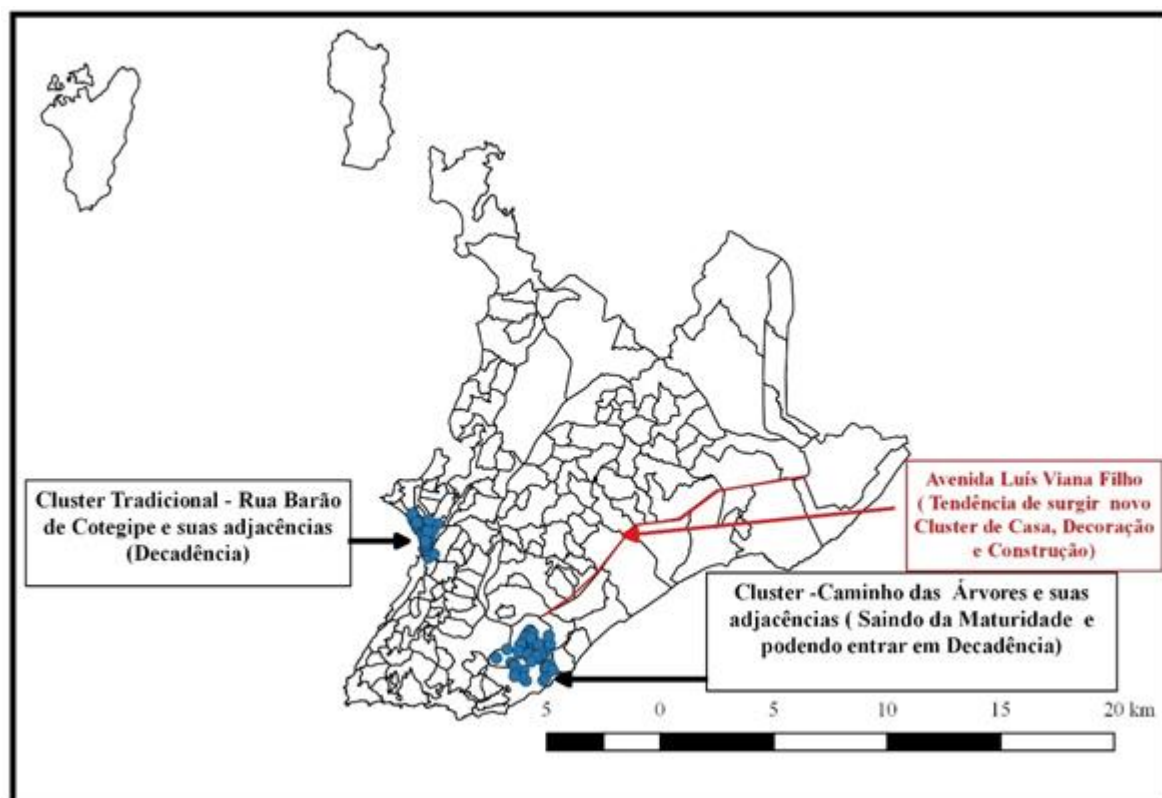 Cluster Tradicional - Rua Barão
de Cotegipe e suas adjacências
(Decadência)
Avenida Luís Viana Filho
( Tendência de surgir novo
Cluster de Casa, Decoração
e Construção)
Cluster -Caminho das Árvores e suas
adjacências ( Saindo da Maturidade e
podendo entrar em Decadência)
5 0 5 10 15 20 km